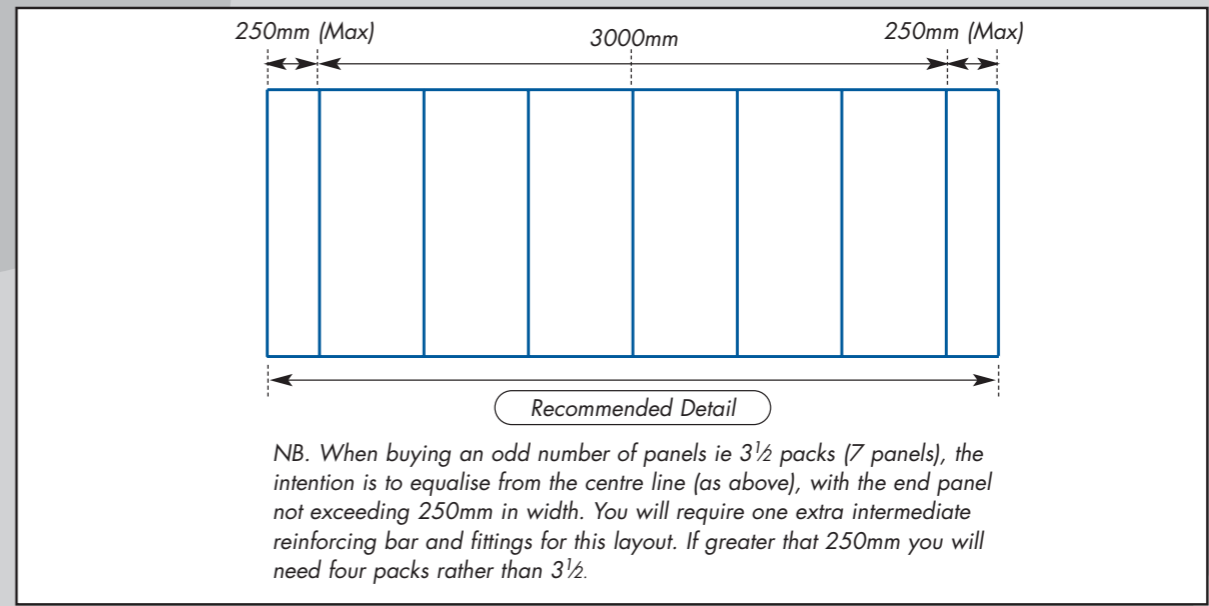 250mm (Max)
3000mm
250mm (Max)
Recommended Detail
NB. When buying an odd number of panels ie 3½ packs (7 panels), the
intention is to equalise from the centre line (as above), with the end panel
not exceeding 250mm in width. You will require one extra intermediate
reinforcing bar and fittings for this layout. If greater that 250mm you will
need four packs rather than 3½.